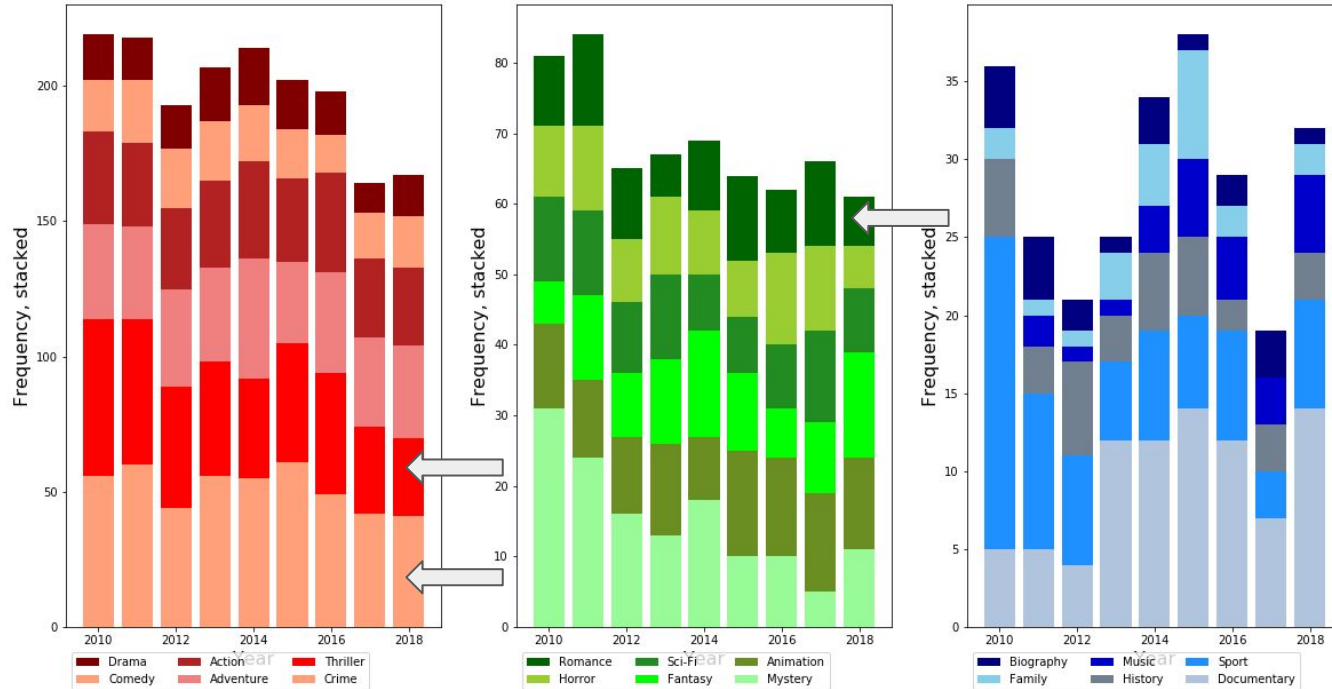 200
150
100
50
0
Frequency, stacked
2010 2012 2014 2016 2018
Year
Drama Action Thriller
Comedy Adventure Crime
80
70
60
50
40
30
20
10
0
Frequency, stacked
2010 2012 2014 2016 2018
Year
Romance Sci-Fi Animation
Horror Fantasy Mystery
35
30
25
20
15
10
5
0
Frequency, stacked
2010 2012 2014 2016 2018
Year
Biography Music Sport
Family History Documentary